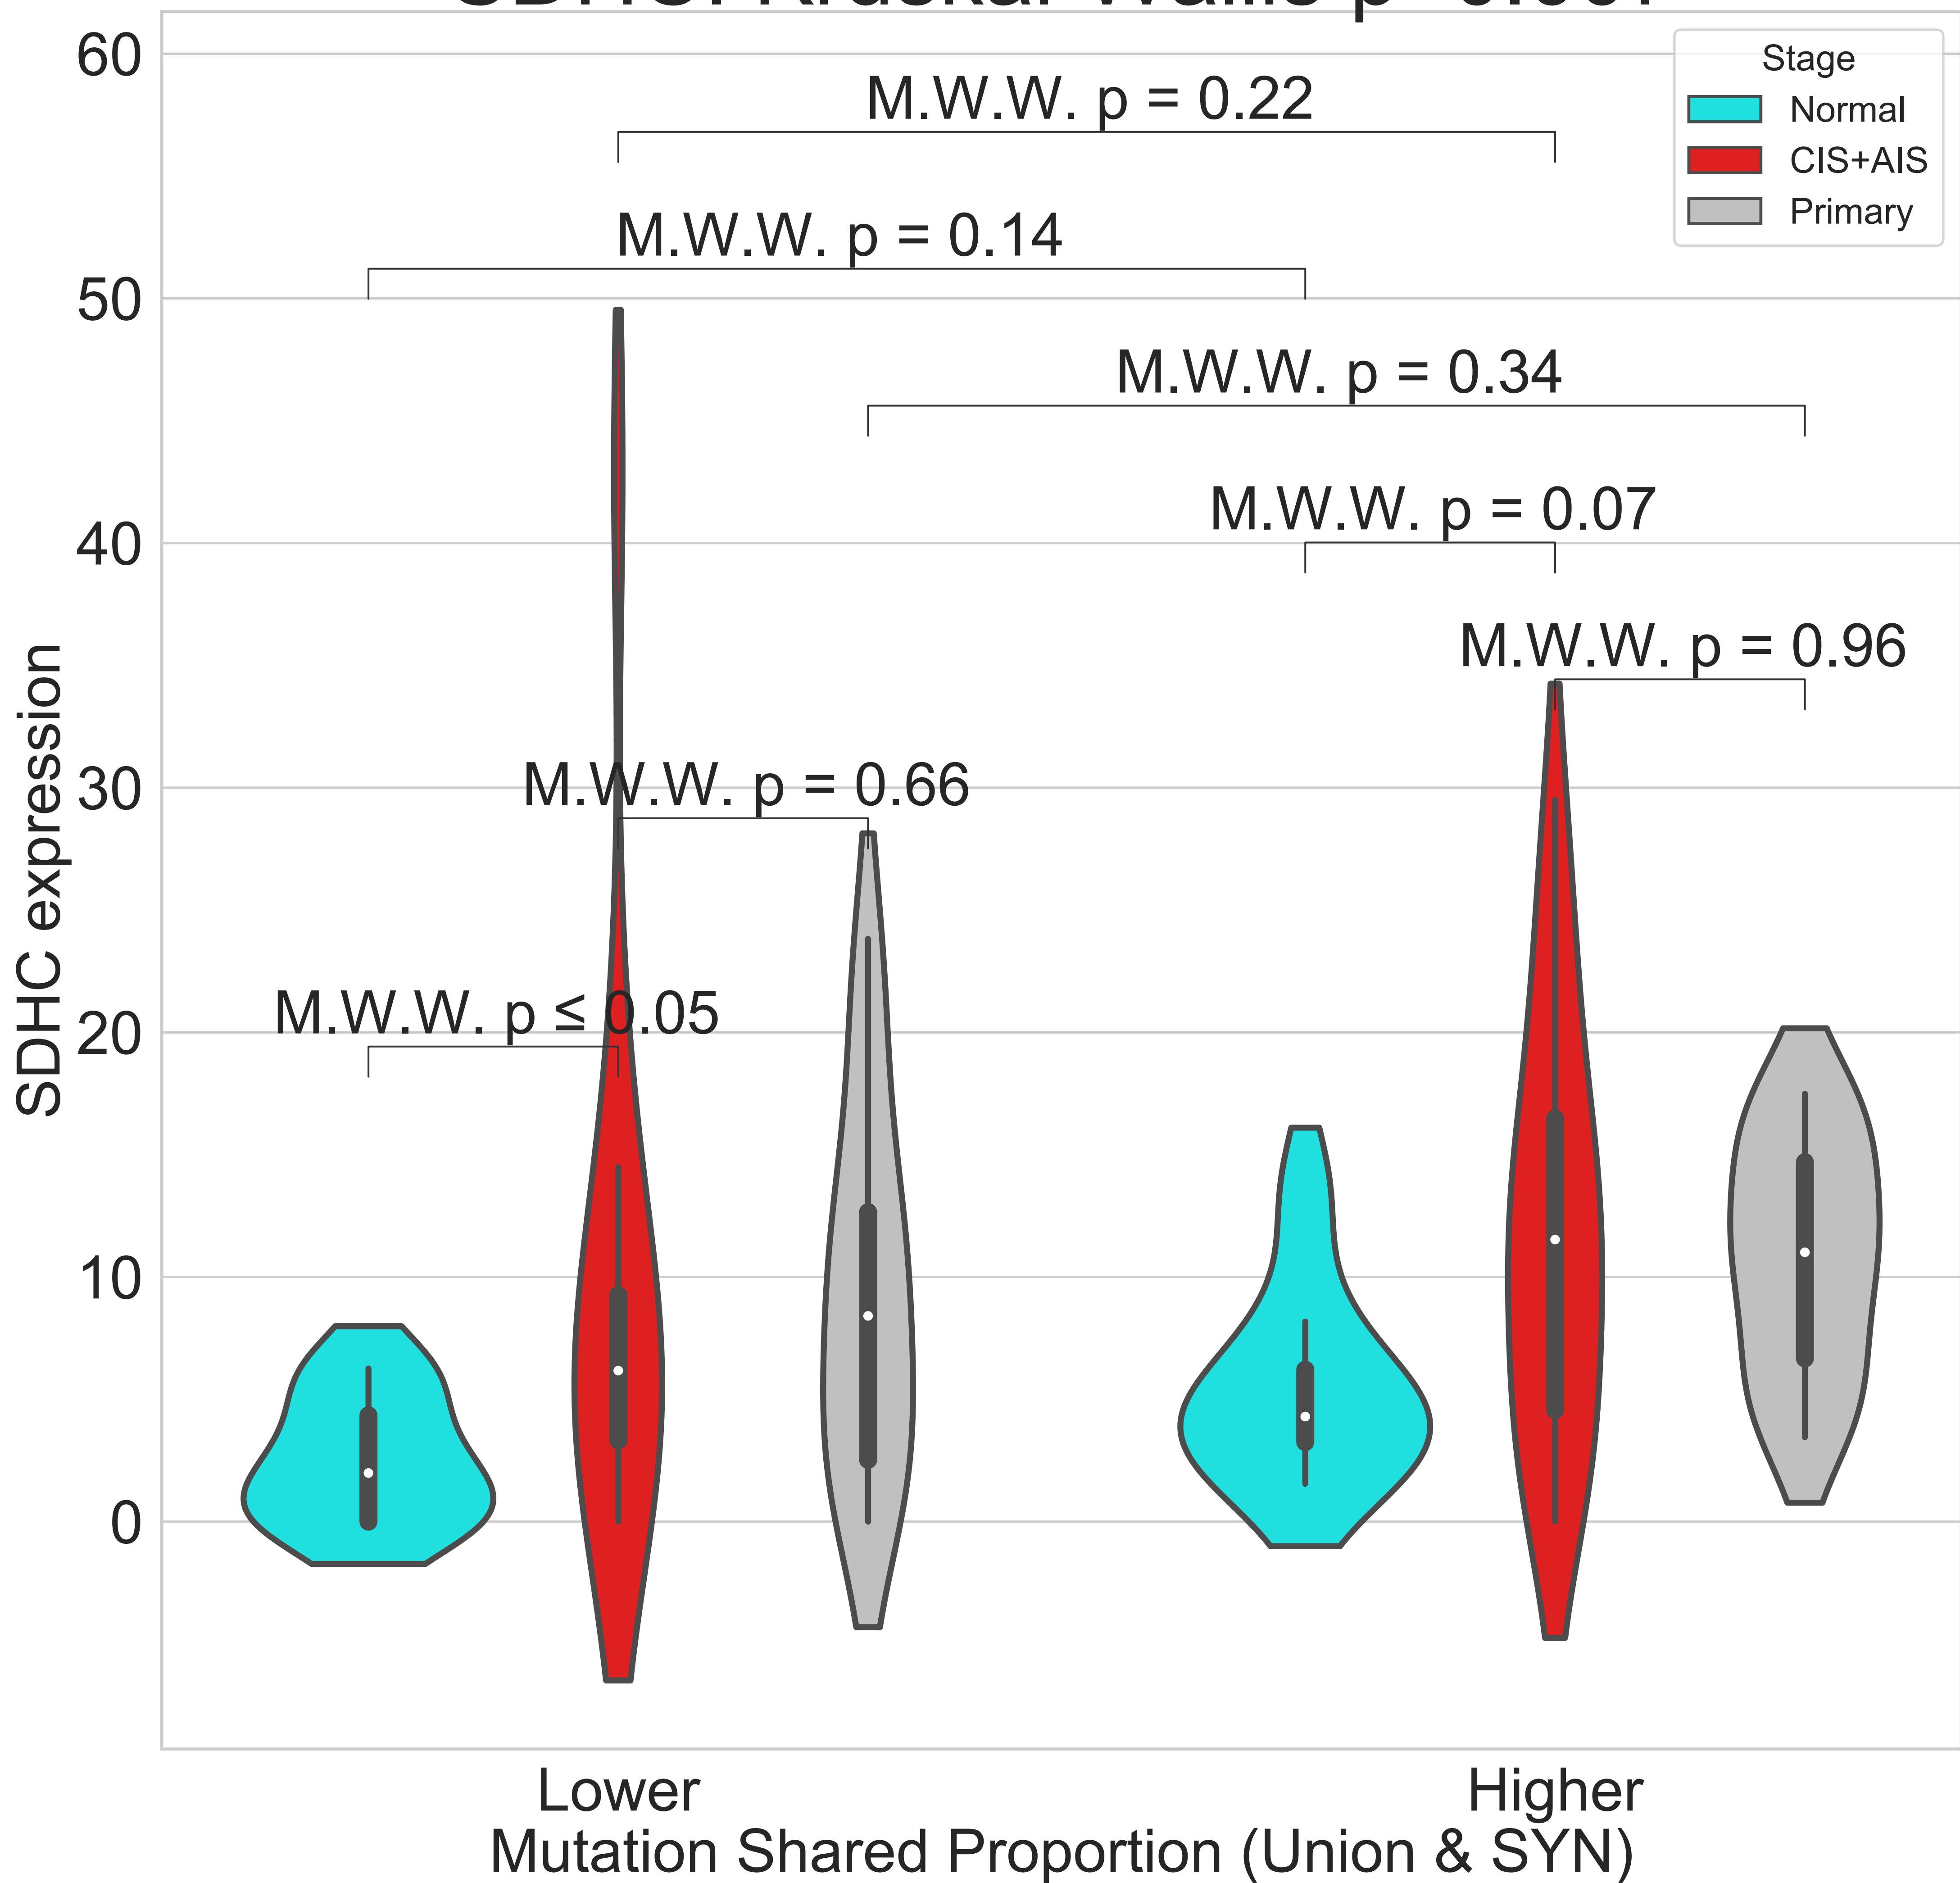 60
50
40
30
20
10
0
SDHC expression
M.W.W. p = 0.22
M.W.W. p = 0.14
M.W.W. p = 0.34
M.W.W. p = 0.07
M.W.W. p = 0.96
M.W.W. p = 0.66
M.W.W. p ≤ 0.05
Stage
Normal
CIS+AIS
Primary
Lower
Higher
Mutation Shared Proportion (Union & SYN)